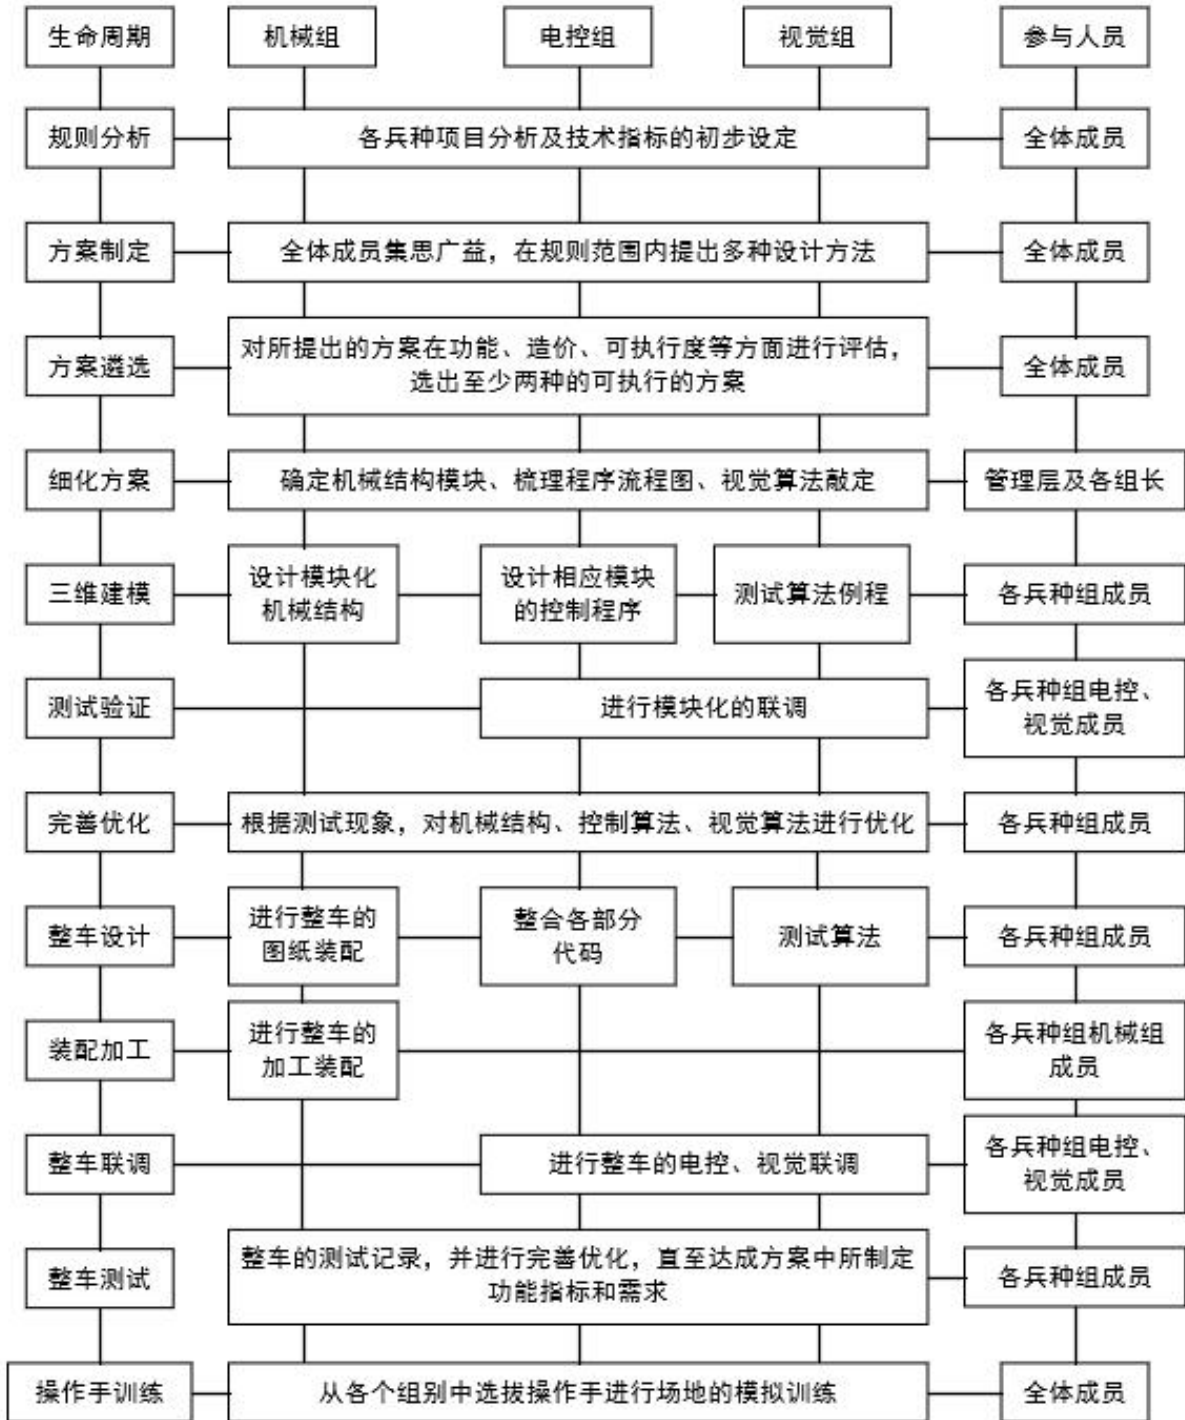 生命周期
机械组
电控组
视觉组
参与人员
规则分析
各兵种项目分析及技术指标的初步设定
全体成员
方案制定
全体成员集思广益，在规则范围内提出多种设计方法
全体成员
方案遴选
对所提出的方案在功能、造价、可执行度等方面进行评估，
选出至少两种的可执行的方案
全体成员
细化方案
确定机械结构模块、梳理程序流程图、视觉算法敲定
管理层及各组长
三维建模
设计模块化
机械结构
设计相应模块
的控制程序
测试算法例程
各兵种组成员
测试验证
进行模块化的联调
各兵种组电控、
视觉成员
完善优化
根据测试现象，对机械结构、控制算法、视觉算法进行优化
各兵种组成员
整车设计
进行整车的
图纸装配
整合各部分
代码
测试算法
各兵种组成员
装配加工
进行整车的
加工装配
各兵种组机械组
成员
整车联调
进行整车的电控、视觉联调
各兵种组电控、
视觉成员
整车测试
整车的测试记录，并进行完善优化，直至达成方案中所制定
功能指标和需求
各兵种组成员
操作手训练
从各个组别中选拔操作手进行场地的模拟训练
全体成员